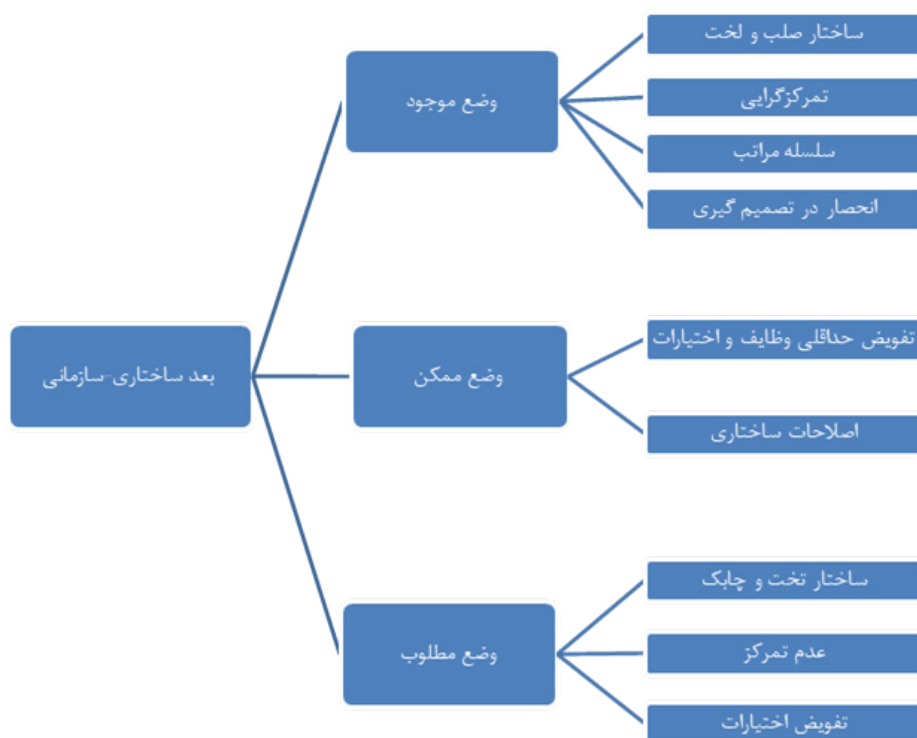 بعد ساختاری-سازمانی
وضع موجود
ساختار صلب و لخت
تمرکزگرایی
سلسله مراتب
انحصار در تصمیم گیری
وضع ممکن
تفویض حداقلی وظایف و اختیارات
اصلاحات ساختاری
وضع مطلوب
ساختار تخت و چابک
عدم تمرکز
تفویض اختیارات